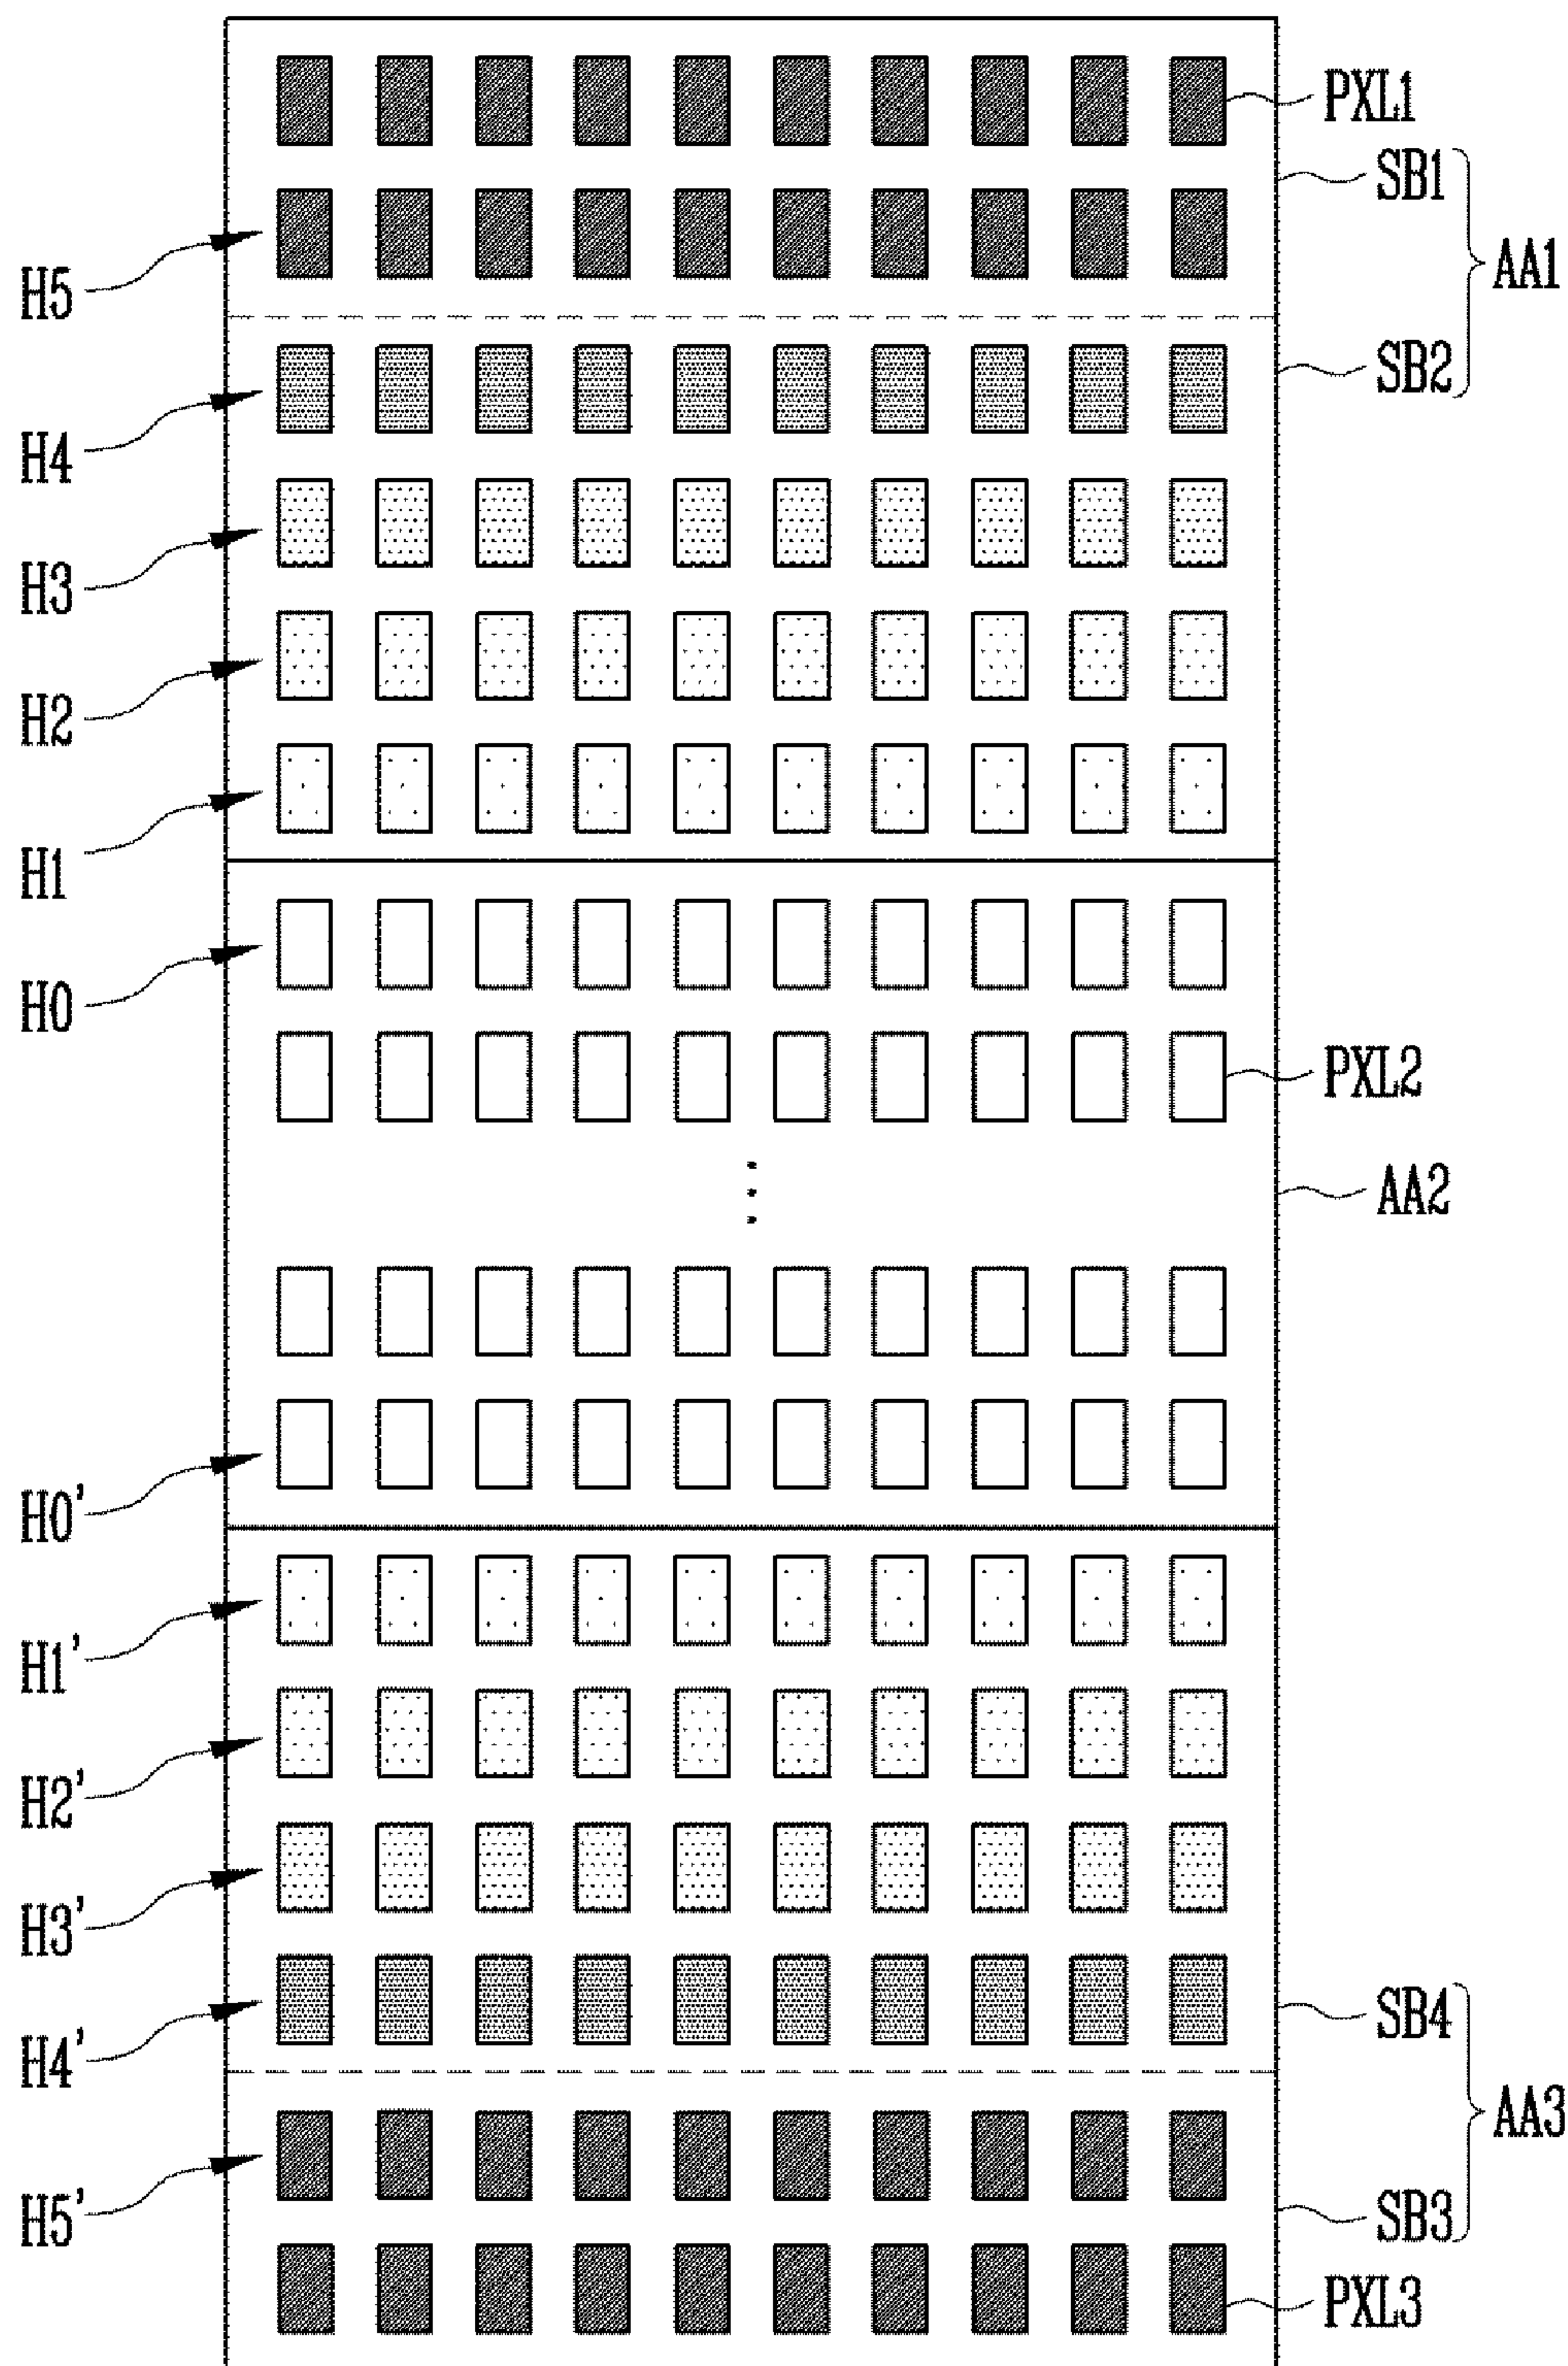 PXL1
SB1
AA1
H5
SB2
H4
H3
H2
H1
H0
PXL2
AA2
H0'
H1'
H2'
H3'
SB4
H4'
AA3
H5'
SB3
PXL3